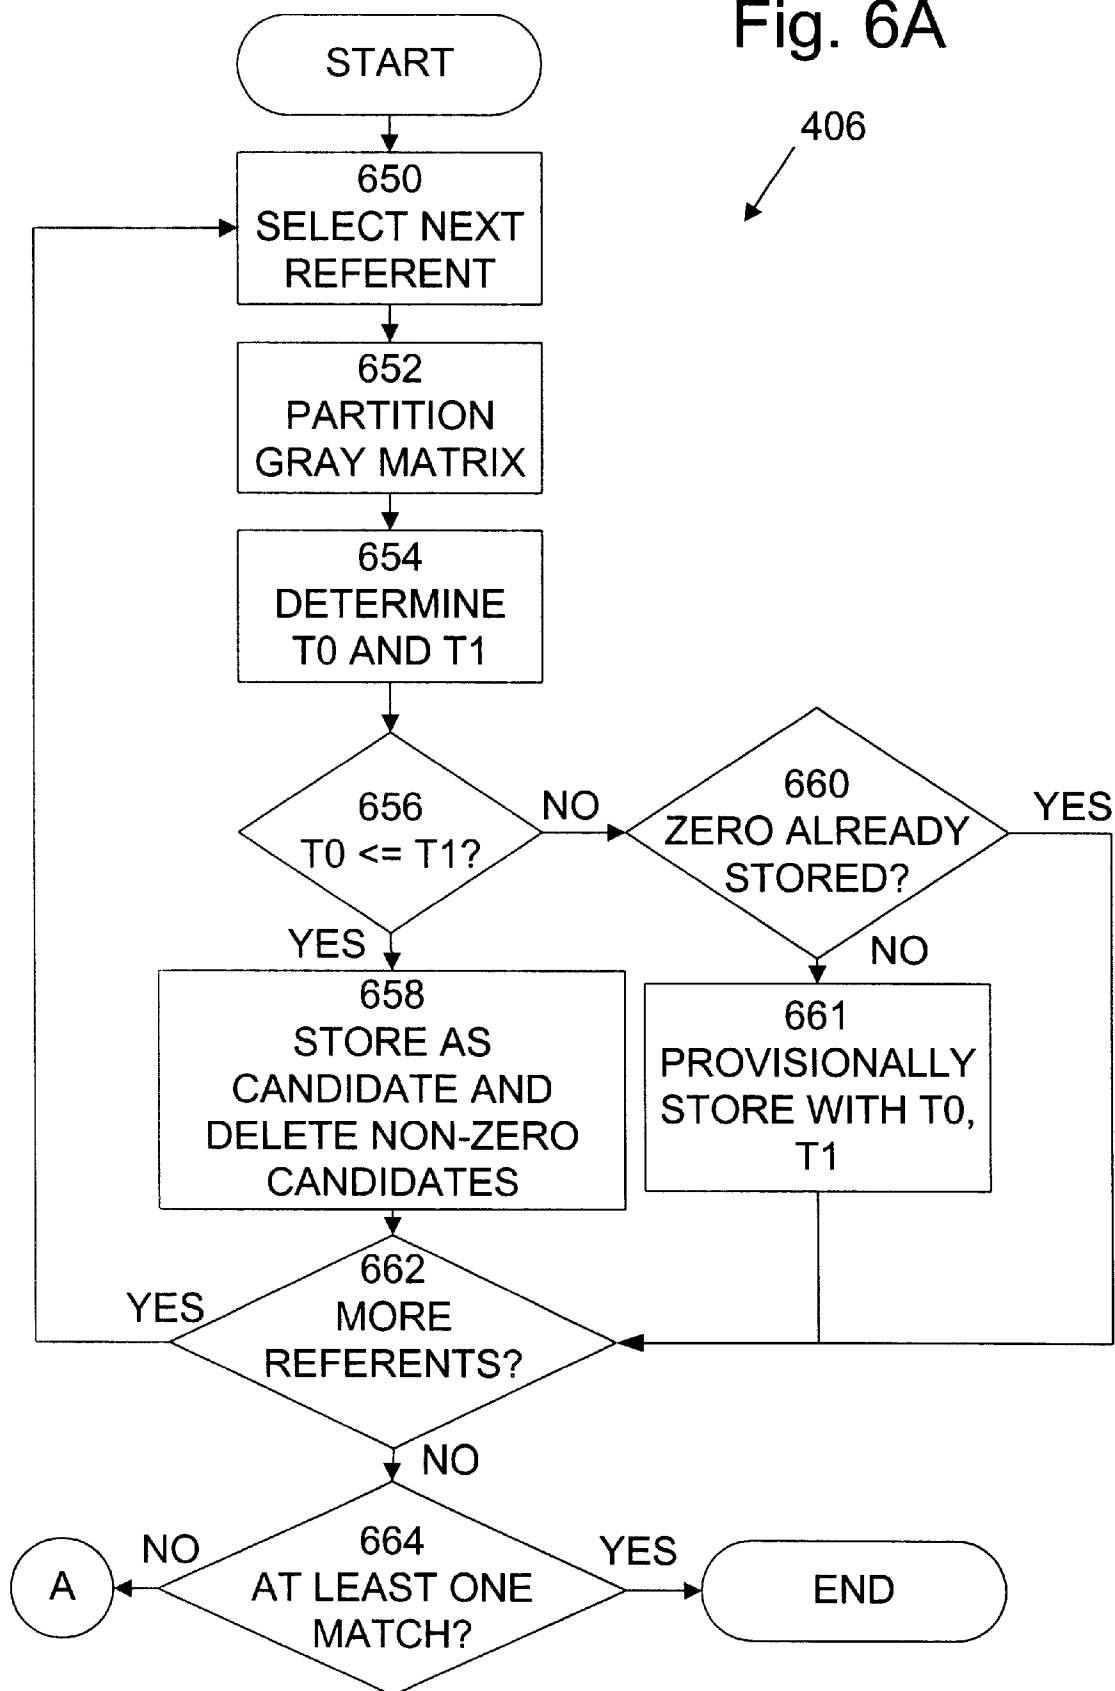 Fig. 6A
START
406
650
SELECT NEXT
REFERENT
652
PARTITION
GRAY MATRIX
654
DETERMINE
T0 AND T1
656
T0 <= T1?
NO
660
ZERO ALREADY
STORED?
YES
YES
NO
658
STORE AS
CANDIDATE AND
DELETE NON-ZERO
CANDIDATES
661
PROVISIONALLY
STORE WITH T0,
T1
662
MORE
REFERENTS?
YES
NO
664
AT LEAST ONE
MATCH?
NO
YES
A
END